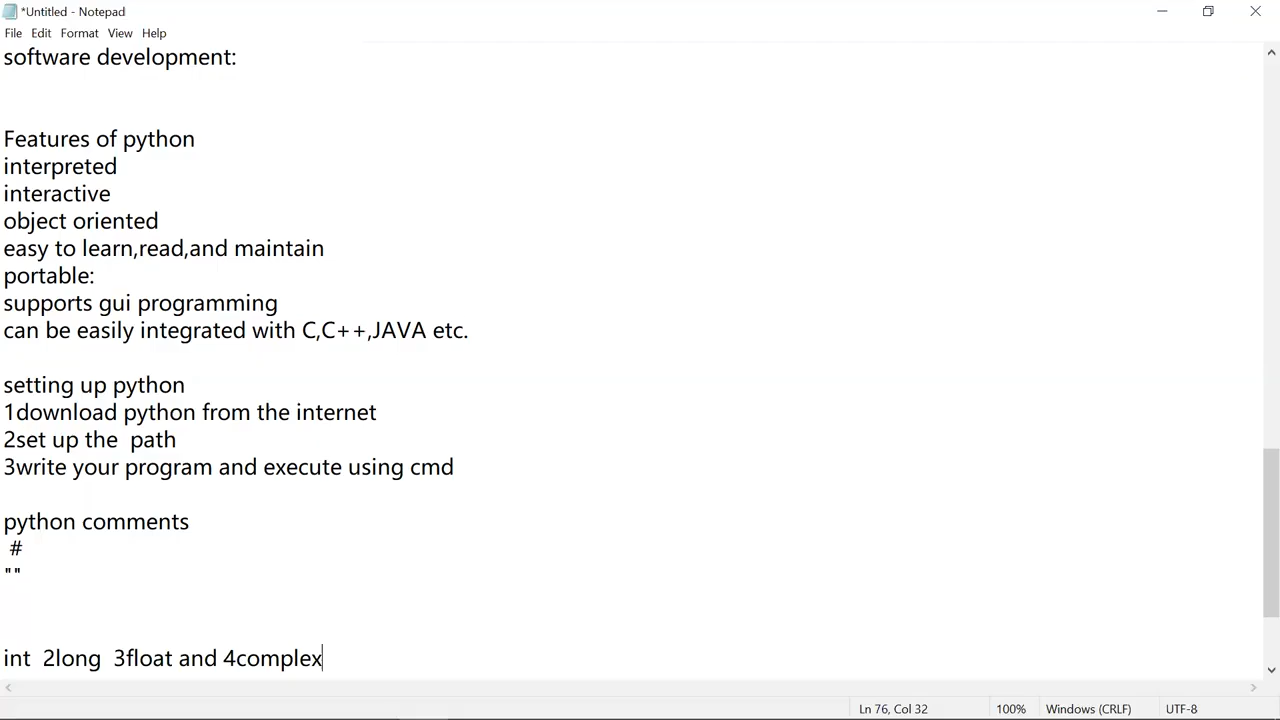 *Untitled - Notepad
File Edit Format View Help
software development:
Features of python
interpreted
interactive
object oriented
easy to learn,read,and maintain
portable:
supports gui programming
can be easily integrated with C,C++,JAVA etc.
setting up python
1download python from the internet
2set up the  path
3write your program and execute using cmd
python comments
 #
""
int  2long  3float and 4complex
Ln 76, Col 32 100% Windows (CRLF) UTF-8